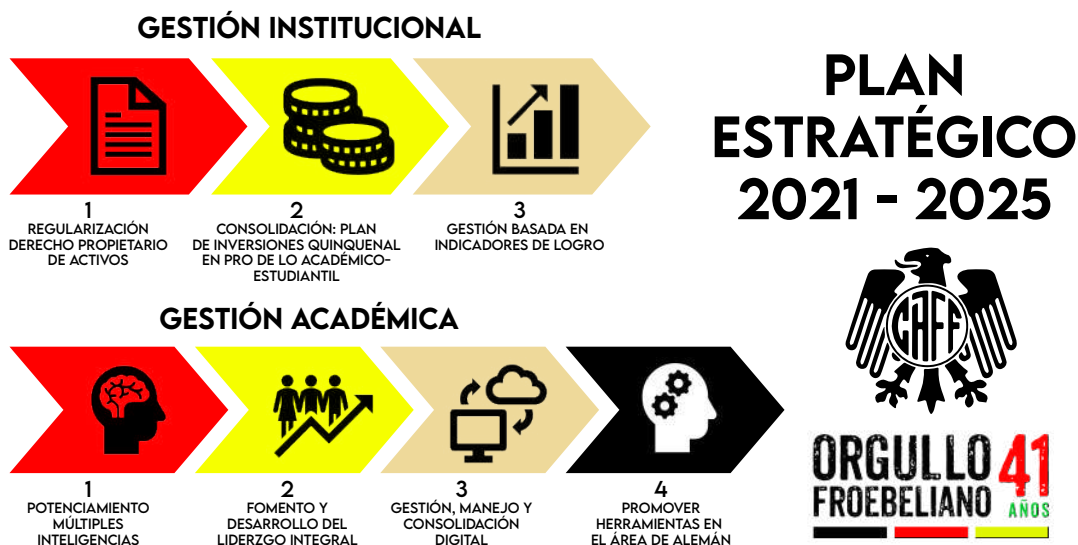 GESTIÓN INSTITUCIONAL
1
REGULARIZACIÓN
DERECHO PROPIETARIO
DE ACTIVOS
2
CONSOLIDACIÓN: PLAN
DE INVERSIONES QUINQUENAL
EN PRO DE LO ACADÉMICO-
ESTUDIANTIL
3
GESTIÓN BASADA EN
INDICADORES DE LOGRO
GESTIÓN ACADÉMICA
1
POTENCIAMIENTO
MÚLTIPLES
INTELIGENCIAS
2
FOMENTO Y
DESARROLLO DEL
LIDERZGO INTEGRAL
3
GESTIÓN, MANEJO Y
CONSOLIDACIÓN
DIGITAL
4
PROMOVER
HERRAMIENTAS EN
EL ÁREA DE ALEMÁN
PLAN
ESTRATÉGICO
2021 - 2025
CAFF
ORGULLO
FROEBELIANO
41
AÑOS